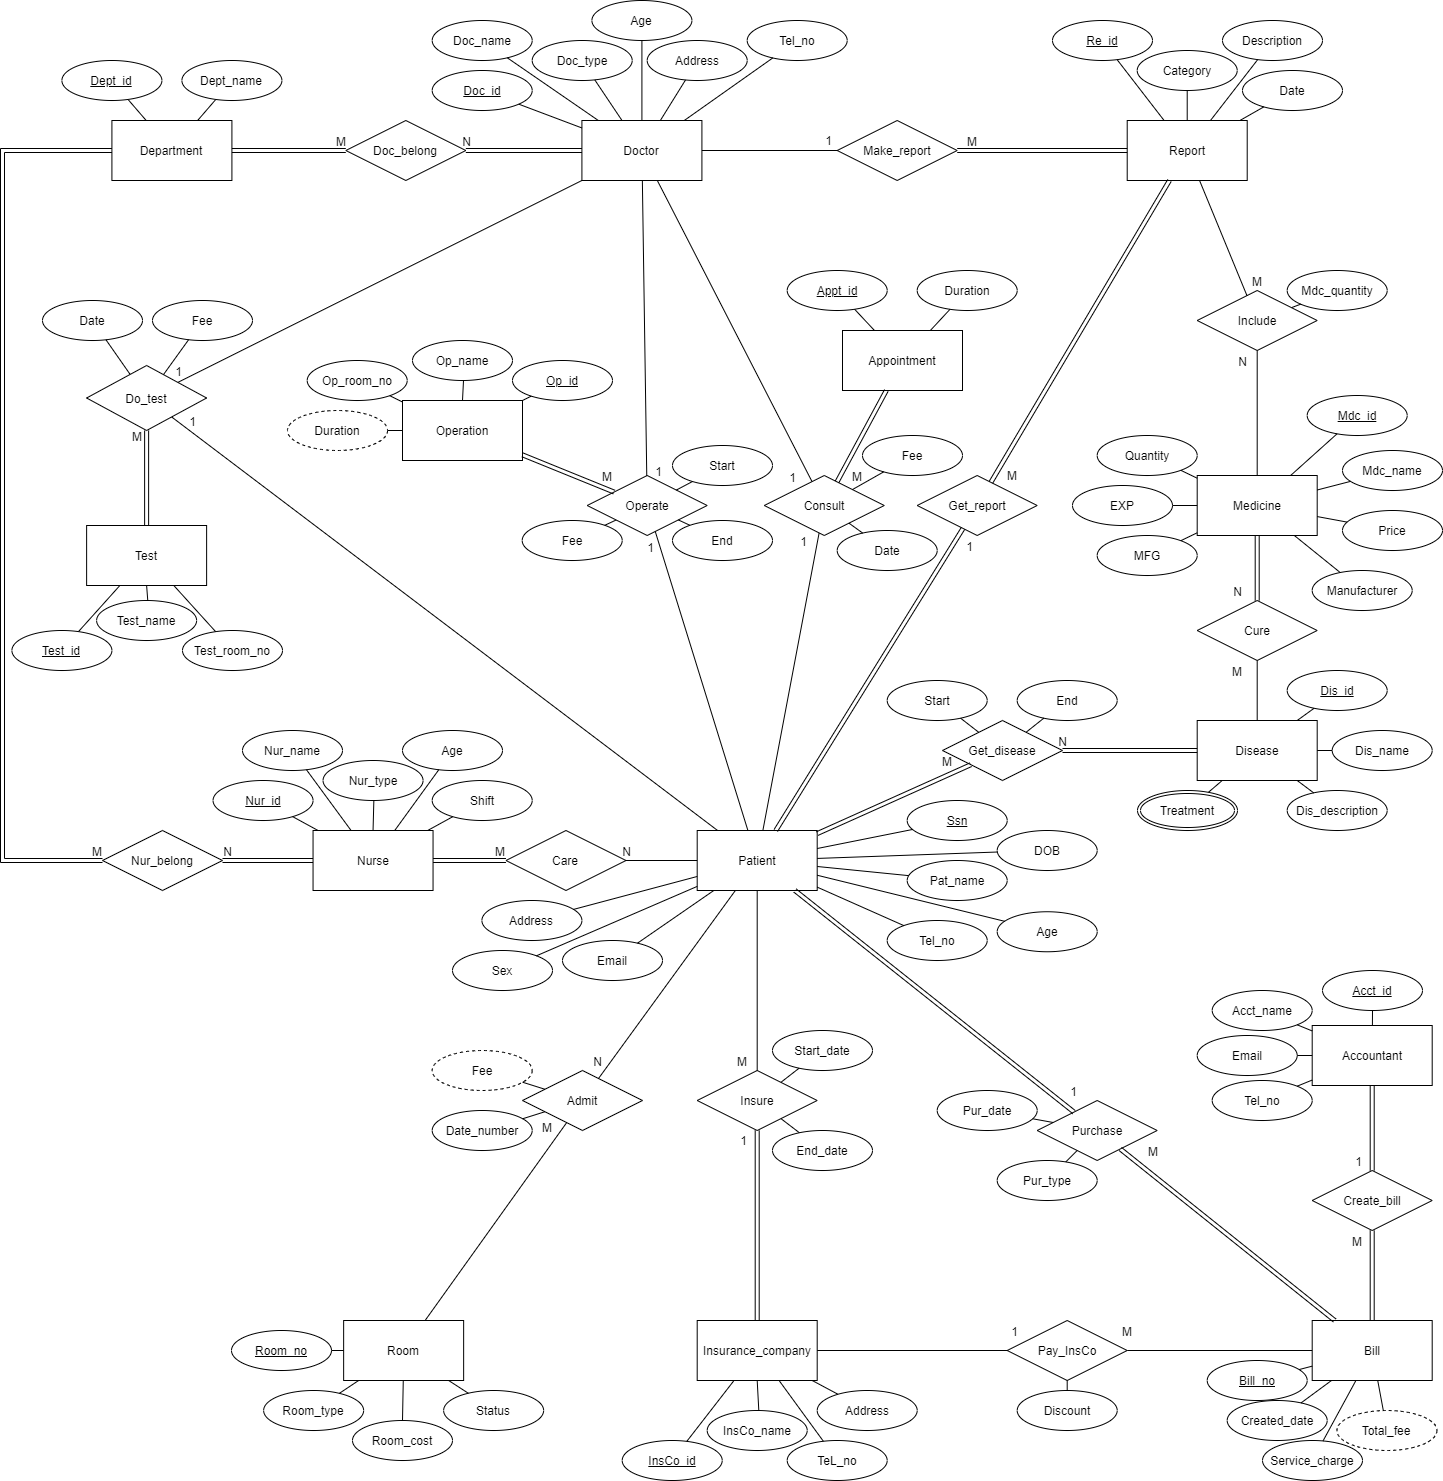 Age
Doc_name
Tel_no
Re_id
Description
Doc_type
Address
Category
Dept_id
Dept_name
Doc_id
Date
M
N
1
M
Department
Doc_belong
Doctor
Make_report
Report
Appt_id
Duration
M
Mdc_quantity
Date
Fee
Include
Op_name
Appointment
N
1
Op_room_no
Op_id
Do_test
Mdc_id
1
Duration
Operation
M
Quantity
Fee
Start
1
Mdc_name
M
1
M
M
Operate
Consult
Get_report
EXP
Medicine
Price
Fee
End
1
1
1
Date
Test
MFG
N
Manufacturer
Test_name
Cure
Test_id
Test_room_no
M
Start
End
Dis_id
N
Nur_name
Age
Get_disease
Disease
Dis_name
M
Nur_type
Nur_id
Shift
Ssn
Treatment
Dis_description
M
N
M
N
DOB
Nur_belong
Nurse
Care
Patient
Pat_name
Address
Tel_no
Age
Sex
Email
Acct_id
Acct_name
Start_date
N
M
Email
Accountant
Fee
1
Admit
Insure
Pur_date
Tel_no
Date_number
M
1
Purchase
End_date
M
1
Pur_type
Create_bill
M
1
M
Room_no
Room
Insurance_company
Pay_InsCo
Bill
Bill_no
Room_type
Status
Address
Discount
Created_date
Room_cost
InsCo_name
Total_fee
InsCo_id
TeL_no
Service_charge